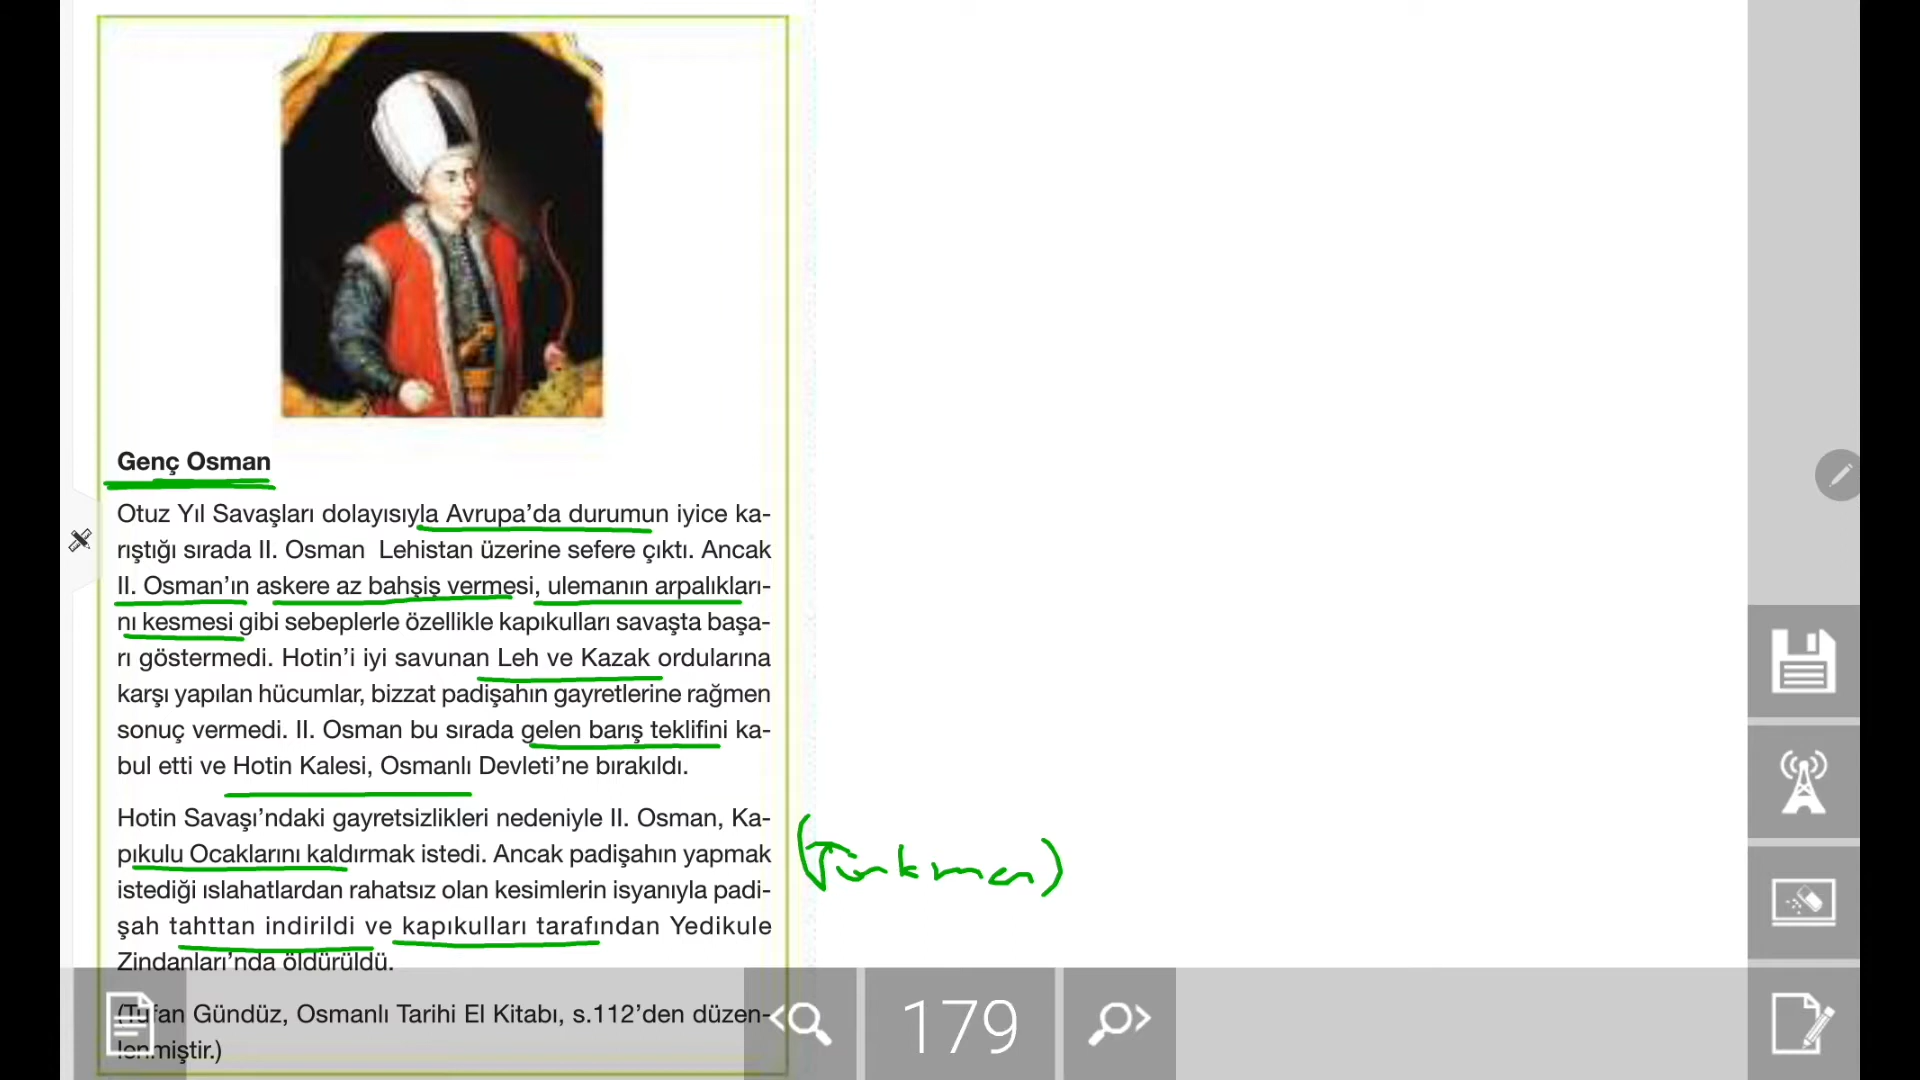 Genç Osman
Otuz Yıl Savaşları dolayısıyla Avrupa’da durumun iyice ka-
rıştığı sırada II. Osman Lehistan üzerine sefere çıktı. Ancak
II. Osman’ın askere az bahşiş vermesi, ulemanın arpalıkları-
nı kesmesi gibi sebeplerle özellikle kapıkulları savaşta başa-
rı göstermedi. Hotin’i iyi savunan Leh ve Kazak ordularına
karşı yapılan hücumlar, bizzat padişahın gayretlerine rağmen
sonuç vermedi. II. Osman bu sırada gelen barış teklifini ka-
bul etti ve Hotin Kalesi, Osmanlı Devleti’ne bırakıldı.
Hotin Savaşı’ndaki gayretsizlikleri nedeniyle II. Osman, Ka-
pıkulu Ocaklarını kaldırmak istedi. Ancak padişahın yapmak
istediği ıslahatlardan rahatsız olan kesimlerin isyanıyla padi-
şah tahttan indirildi ve kapıkulları tarafından Yedikule
Zindanları’nda öldürüldü.
(Tufan Gündüz, Osmanlı Tarihi El Kitabı, s.112’den düzen-
lenmiştir.)
(Türkmen)
179